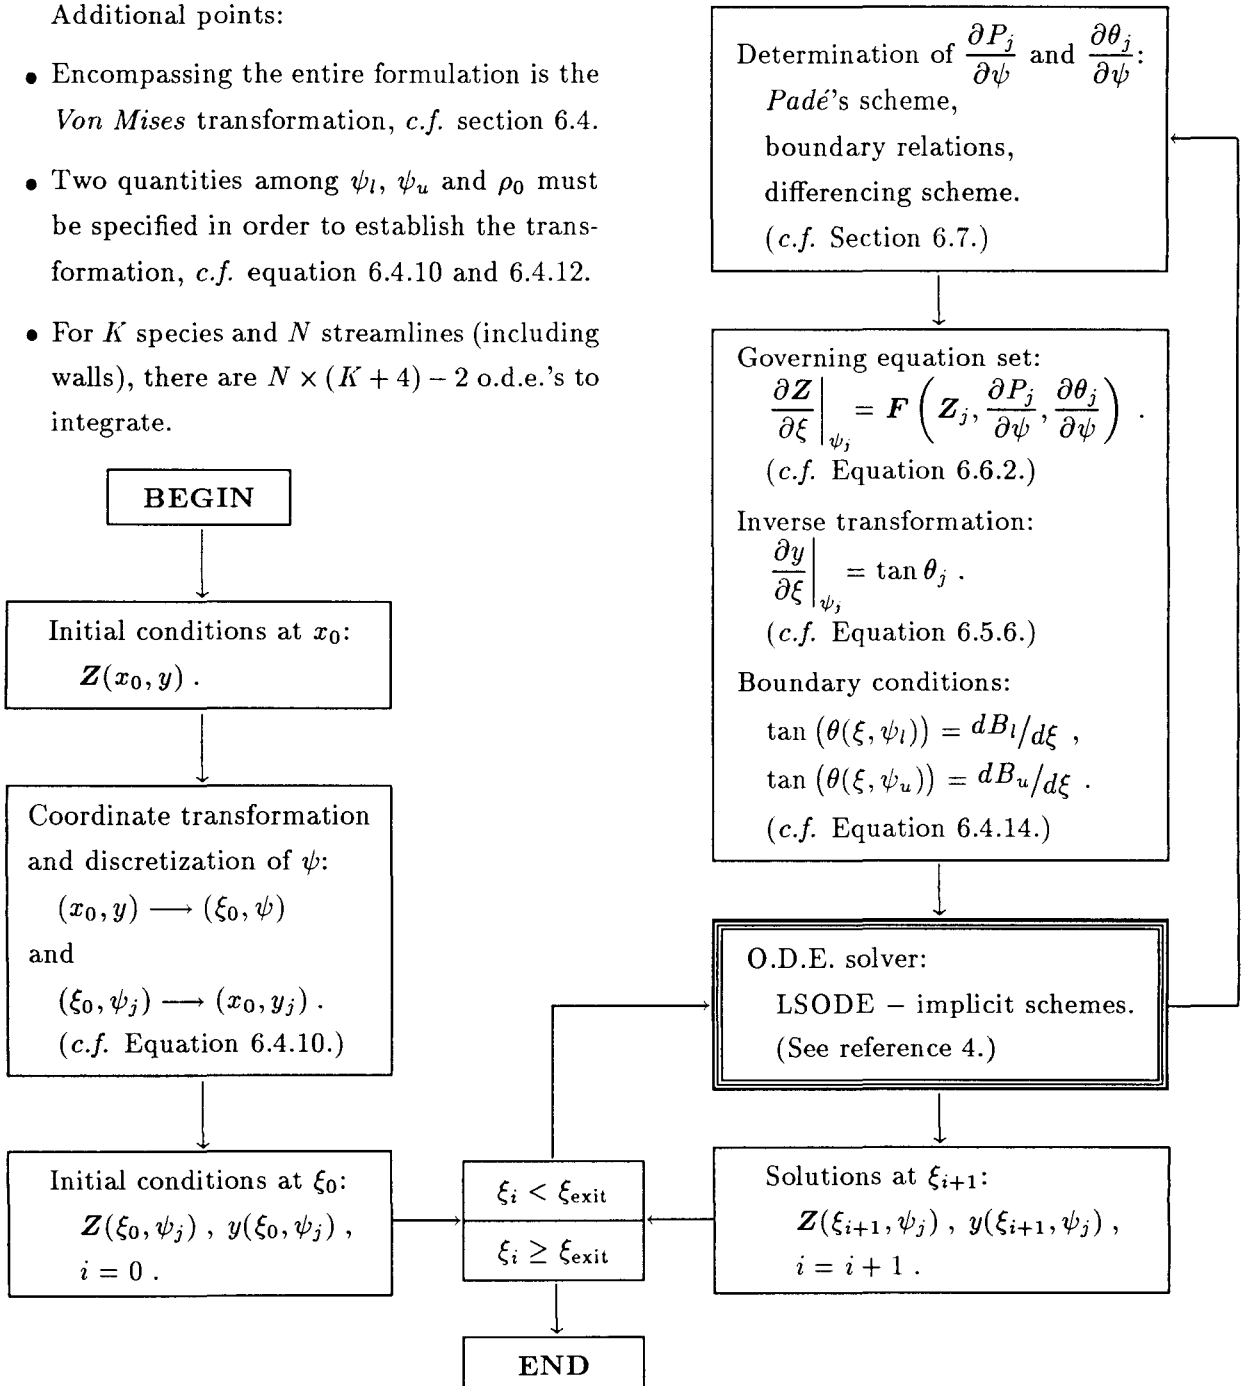 Additional points:
• Encompassing the entire formulation is the
Von Mises transformation, c.f. section 6.4.
• Two quantities among ψ_l, ψ_u and ρ_0 must
be specified in order to establish the trans-
formation, c.f. equation 6.4.10 and 6.4.12.
• For K species and N streamlines (including
walls), there are N × (K + 4) − 2 o.d.e.'s to
integrate.
BEGIN
Initial conditions at x_0:
Z(x_0, y) .
Coordinate transformation
and discretization of ψ:
(x_0, y) ⟶ (ξ_0, ψ)
and
(ξ_0, ψ_j) ⟶ (x_0, y_j) .
(c.f. Equation 6.4.10.)
Initial conditions at ξ_0:
Z(ξ_0, ψ_j) , y(ξ_0, ψ_j) ,
i = 0 .
ξ_i < ξ_exit
ξ_i ≥ ξ_exit
END
Determination of ∂P_j/∂ψ and ∂θ_j/∂ψ:
Padé's scheme,
boundary relations,
differencing scheme.
(c.f. Section 6.7.)
Governing equation set:
∂Z/∂ξ|_ψ_j = F (Z_j, ∂P_j/∂ψ, ∂θ_j/∂ψ) .
(c.f. Equation 6.6.2.)
Inverse transformation:
∂y/∂ξ|_ψ_j = tan θ_j .
(c.f. Equation 6.5.6.)
Boundary conditions:
tan (θ(ξ, ψ_l)) = dB_l/dξ ,
tan (θ(ξ, ψ_u)) = dB_u/dξ .
(c.f. Equation 6.4.14.)
O.D.E. solver:
LSODE – implicit schemes.
(See reference 4.)
Solutions at ξ_{i+1}:
Z(ξ_{i+1}, ψ_j) , y(ξ_{i+1}, ψ_j) ,
i = i + 1 .